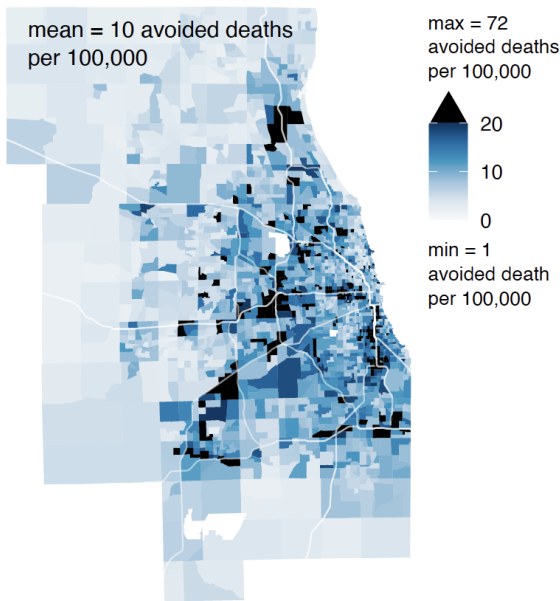 mean = 10 avoided deaths
per 100,000
max = 72
avoided deaths
per 100,000
20
10
0
min = 1
avoided death
per 100,000